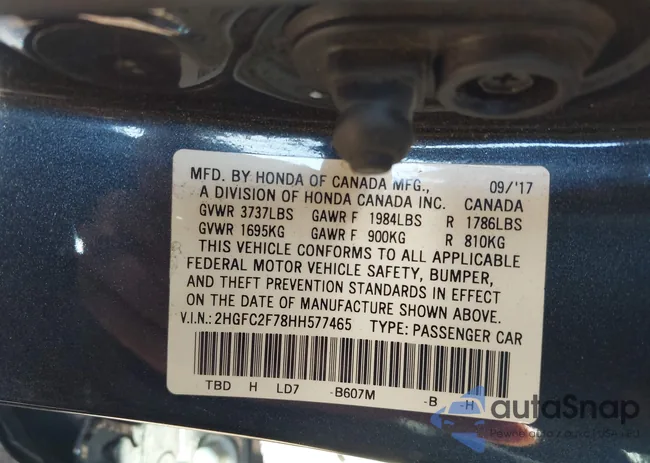 MFD. BY HONDA OF CANADA MFG., 09/'17
A DIVISION OF HONDA CANADA INC. CANADA
GVWR 3737LBS GAWR F 1984LBS R 1786LBS
GVWR 1695KG GAWR F 900KG R 810KG
THIS VEHICLE CONFORMS TO ALL APPLICABLE
FEDERAL MOTOR VEHICLE SAFETY, BUMPER,
AND THEFT PREVENTION STANDARDS IN EFFECT
ON THE DATE OF MANUFACTURE SHOWN ABOVE.
V.I.N.: 2HGFC2F78HH577465 TYPE: PASSENGER CAR
TBD H LD7 -B607M -B -H
autoSnap